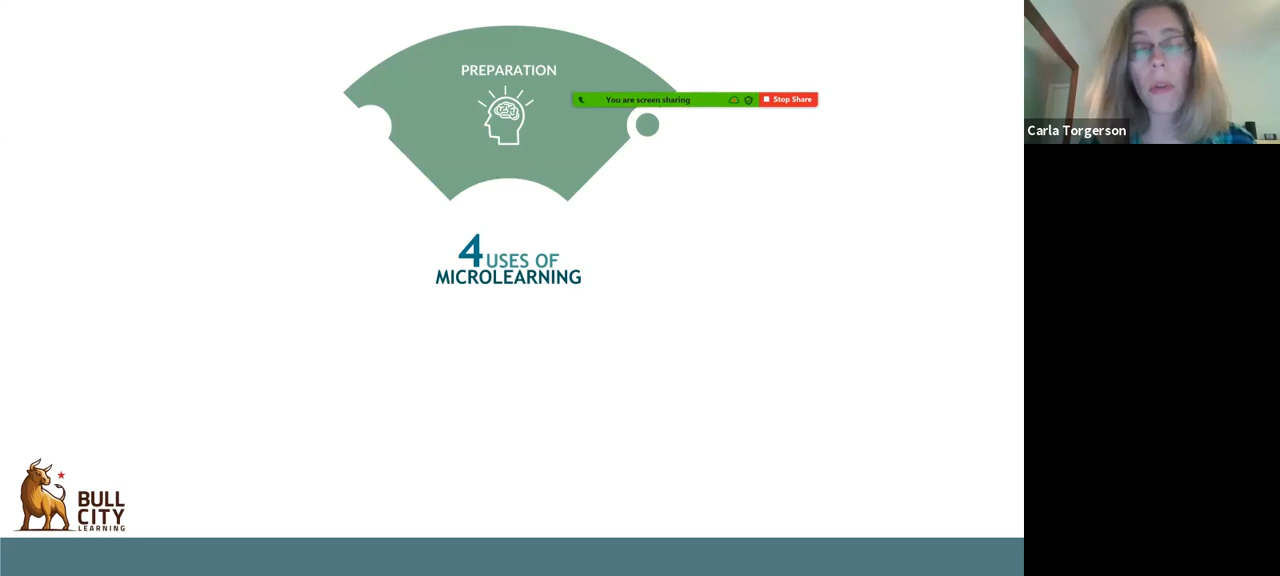 PREPARATION
You are screen sharing
Stop Share
Carla Torgerson
4 USES OF
MICROLEARNING
BULL
CITY
LEARNING